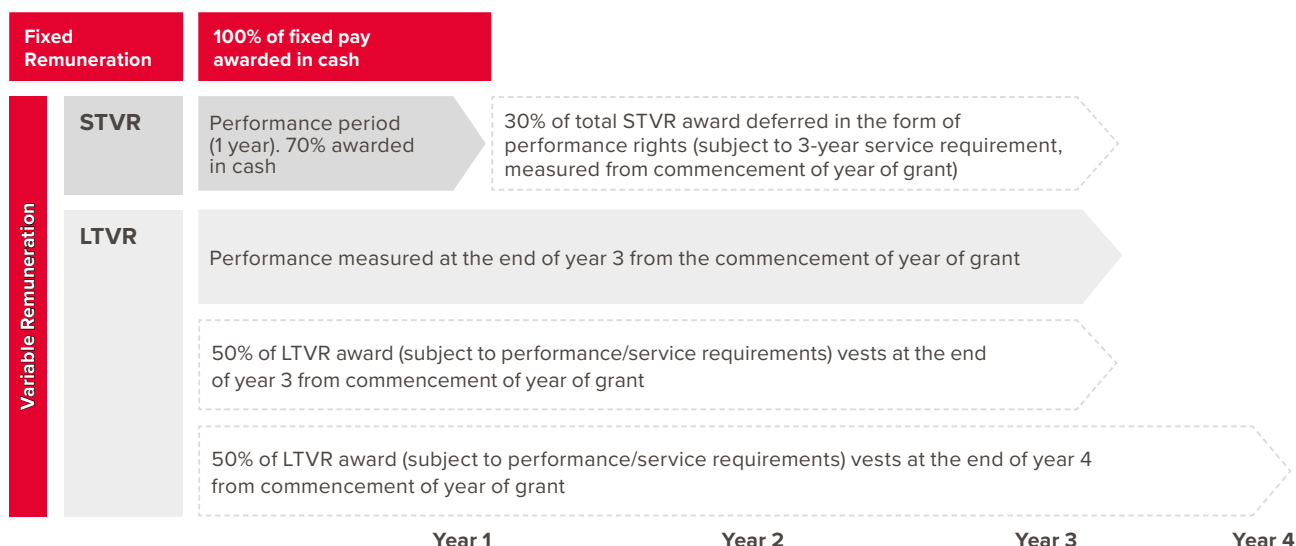 Fixed
Remuneration
100% of fixed pay
awarded in cash
Variable Remuneration
STVR
Performance period
(1 year). 70% awarded
in cash
30% of total STVR award deferred in the form of
performance rights (subject to 3-year service requirement,
measured from commencement of year of grant)
LTVR
Performance measured at the end of year 3 from the commencement of year of grant
50% of LTVR award (subject to performance/service requirements) vests at the end
of year 3 from commencement of year of grant
50% of LTVR award (subject to performance/service requirements) vests at the end of year 4
from commencement of year of grant
Year 1
Year 2
Year 3
Year 4